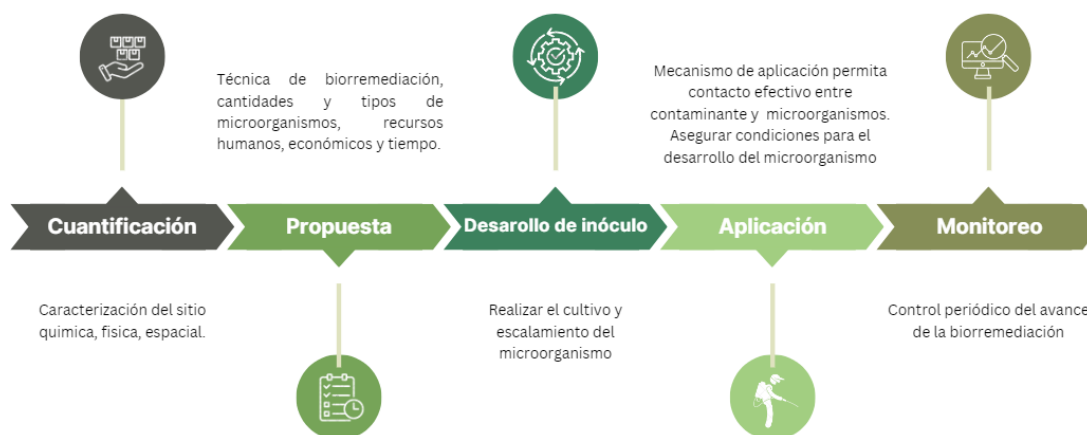 Técnica de biorremediación,
cantidades y tipos de
microorganismos, recursos
humanos, económicos y tiempo.
Mecanismo de aplicación permita
contacto efectivo entre
contaminante y microorganismos.
Asegurar condiciones para el
desarrollo del microorganismo
Cuantificación
Propuesta
Desarollo de inóculo
Aplicación
Monitoreo
Caracterización del sitio
quimica, fisica, espacial.
Realizar el cultivo y
escalamiento del
microorganismo
Control periódico del avance
de la biorremediación